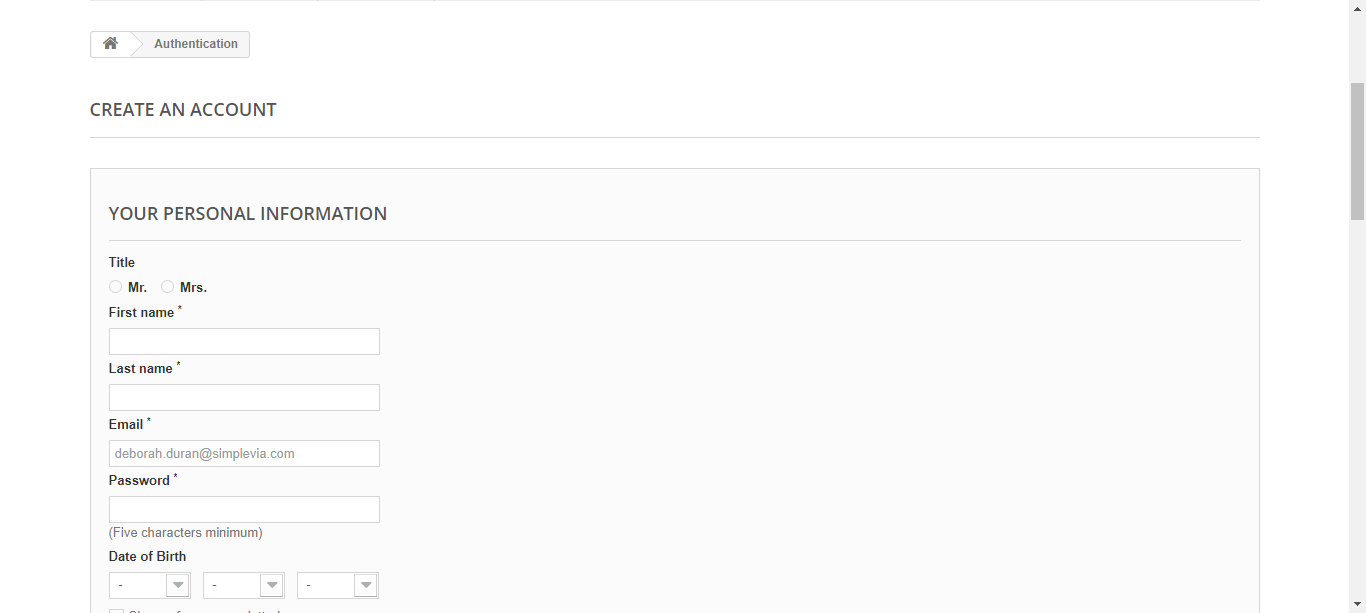 Authentication
CREATE AN ACCOUNT
YOUR PERSONAL INFORMATION
Title
Mr. Mrs.
First name *
Last name *
Email *
deborah.duran@simplevia.com
Password *
(Five characters minimum)
Date of Birth
- - -